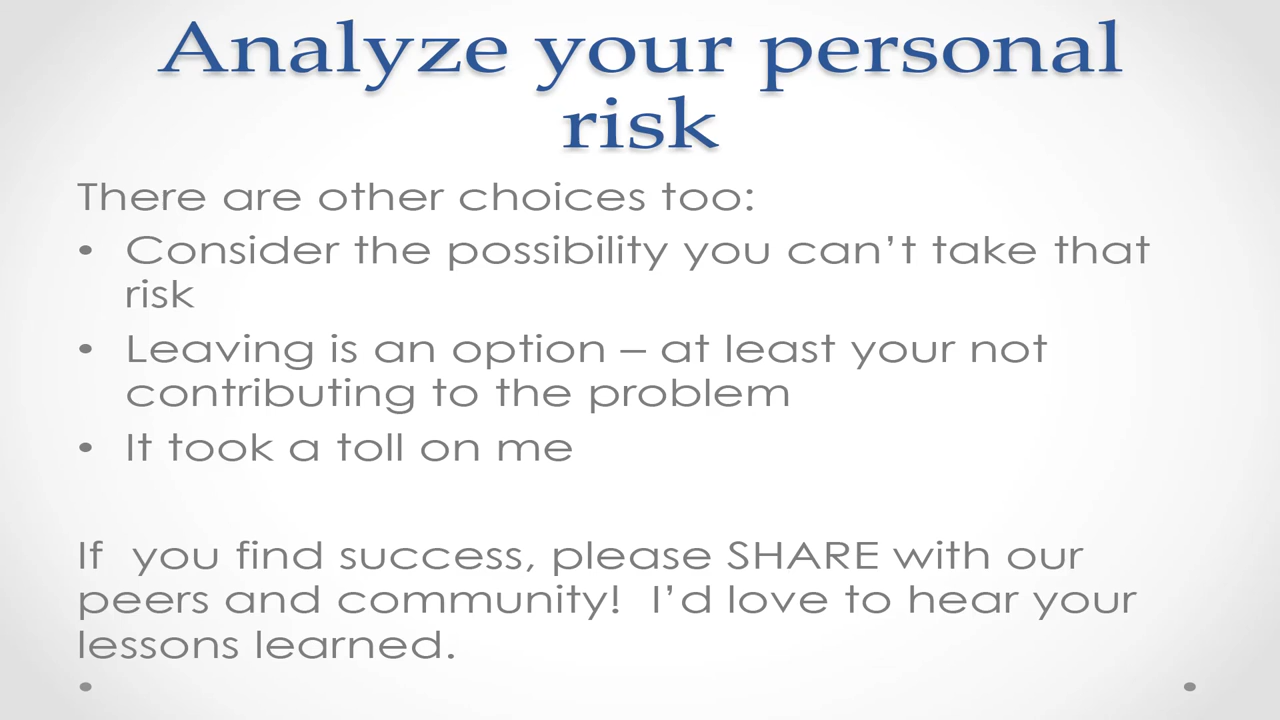 Analyze your personal
risk
There are other choices too:
• Consider the possibility you can’t take that
risk
• Leaving is an option – at least your not
contributing to the problem
• It took a toll on me
If  you find success, please SHARE with our
peers and community!  I’d love to hear your
lessons learned.